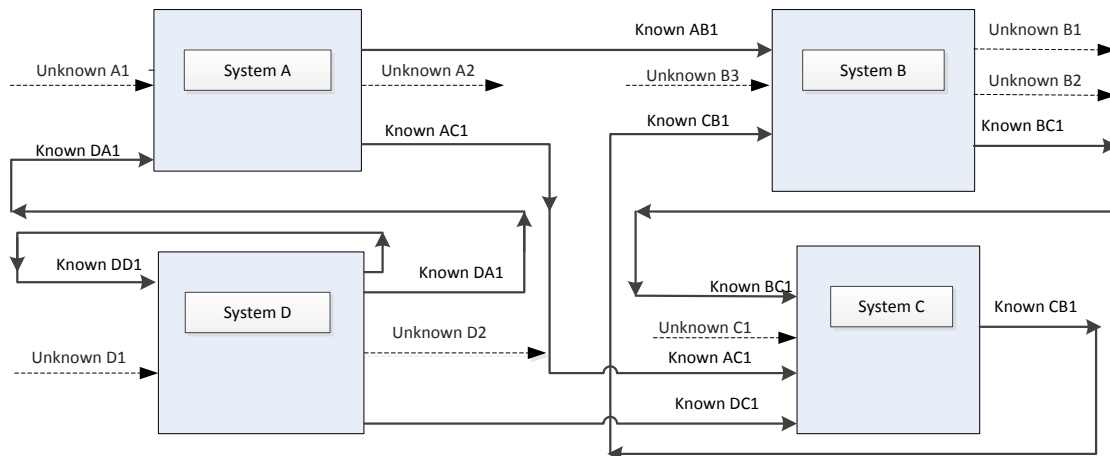 Known AB1
Unknown B1
System A
System B
Unknown A1
Unknown A2
Unknown B3
Unknown B2
Known AC1
Known CB1
Known BC1
Known DA1
Known DD1
Known DA1
Known BC1
System D
System C
Known CB1
Unknown D2
Unknown C1
Unknown D1
Known AC1
Known DC1